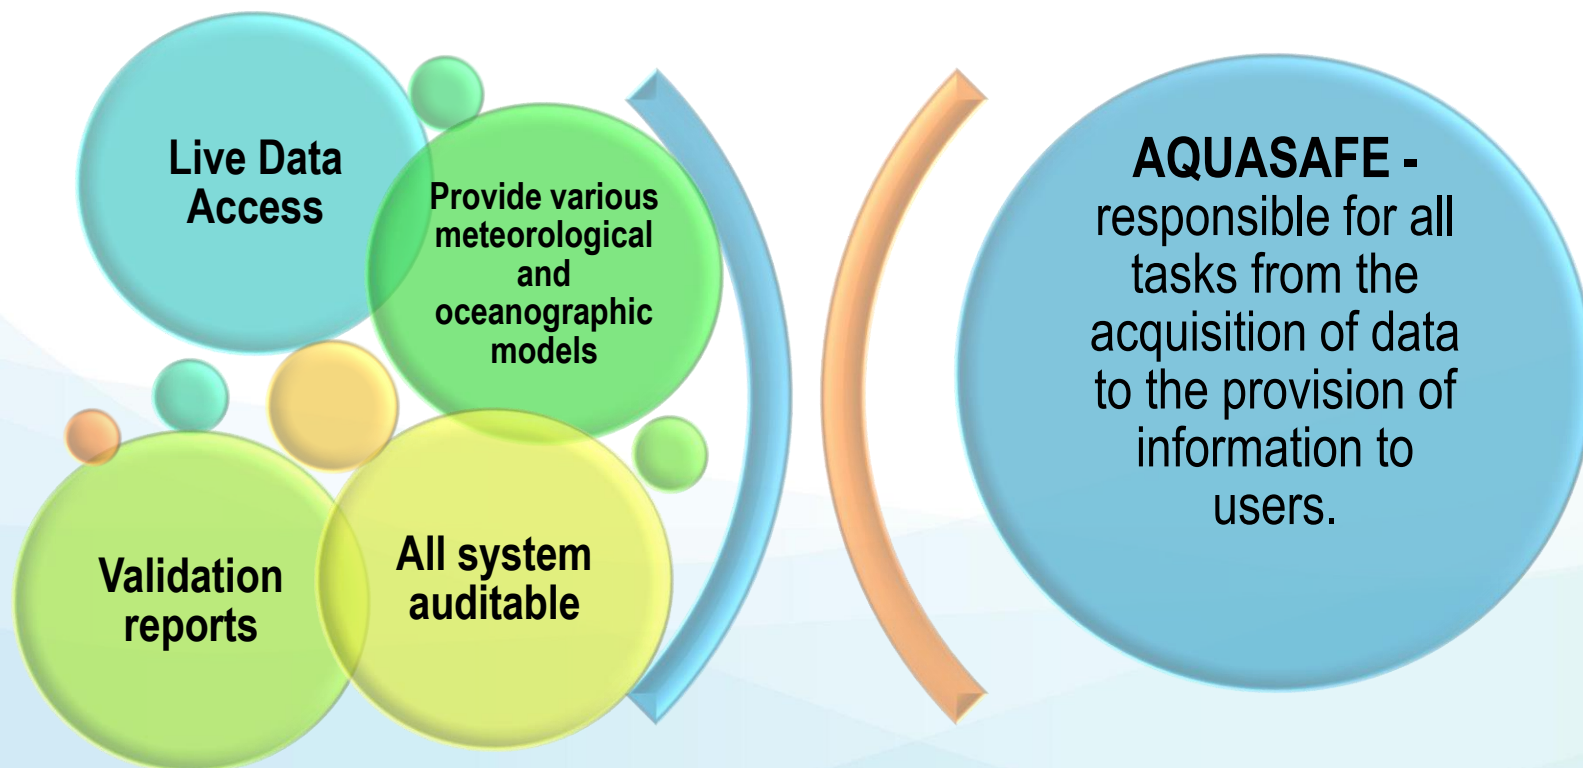 Live Data
Access
Provide various
meteorological
and
oceanographic
models
Validation
reports
All system
auditable
AQUASAFE -
responsible for all
tasks from the
acquisition of data
to the provision of
information to
users.